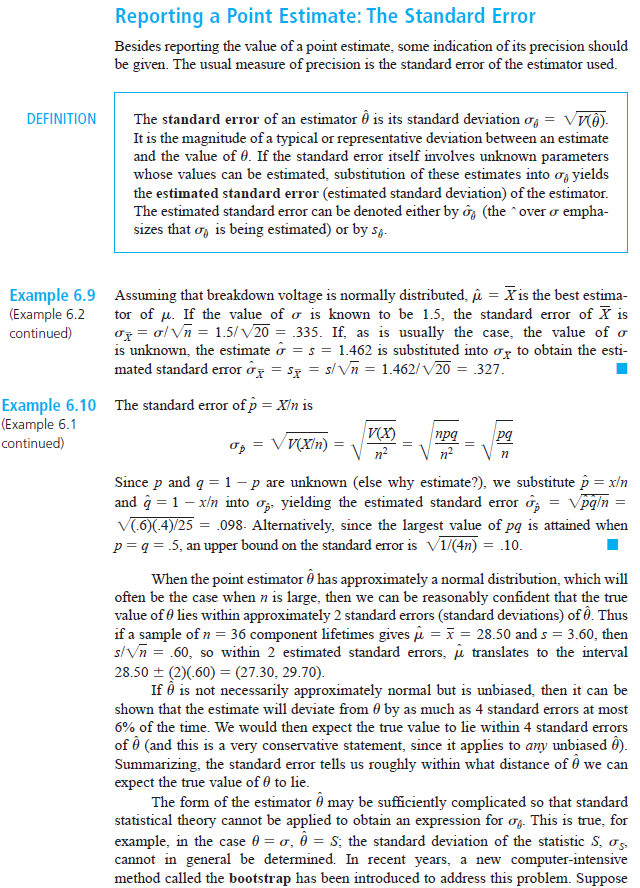 Reporting a Point Estimate: The Standard Error
Besides reporting the value of a point estimate, some indication of its precision should
be given. The usual measure of precision is the standard error of the estimator used.
DEFINITION
The standard error of an estimator θ̂ is its standard deviation σ_θ̂ = √V(θ̂).
It is the magnitude of a typical or representative deviation between an estimate
and the value of θ. If the standard error itself involves unknown parameters
whose values can be estimated, substitution of these estimates into σ_θ̂ yields
the estimated standard error (estimated standard deviation) of the estimator.
The estimated standard error can be denoted either by σ̂_θ̂ (the ˆ over σ empha-
sizes that σ_θ̂ is being estimated) or by s_θ̂.
Example 6.9
(Example 6.2
continued)
Assuming that breakdown voltage is normally distributed, μ̂ = X̄ is the best estima-
tor of μ. If the value of σ is known to be 1.5, the standard error of X̄ is
σ_X̄ = σ/√n = 1.5/√20 = .335. If, as is usually the case, the value of σ
is unknown, the estimate σ̂ = s = 1.462 is substituted into σ_X̄ to obtain the esti-
mated standard error σ̂_X̄ = s_X̄ = s/√n = 1.462/√20 = .327. ■
Example 6.10
(Example 6.1
continued)
The standard error of p̂ = X/n is
σ_p̂ = √V(X/n) = √(V(X)/n²) = √(npq/n²) = √(pq/n)
Since p and q = 1 − p are unknown (else why estimate?), we substitute p̂ = x/n
and q̂ = 1 − x/n into σ_p̂, yielding the estimated standard error σ̂_p̂ = √p̂q̂/n =
√(.6)(.4)/25 = .098. Alternatively, since the largest value of pq is attained when
p = q = .5, an upper bound on the standard error is √1/(4n) = .10. ■
When the point estimator θ̂ has approximately a normal distribution, which will
often be the case when n is large, then we can be reasonably confident that the true
value of θ lies within approximately 2 standard errors (standard deviations) of θ̂. Thus
if a sample of n = 36 component lifetimes gives μ̂ = x̄ = 28.50 and s = 3.60, then
s/√n = .60, so within 2 estimated standard errors, μ̂ translates to the interval
28.50 ± (2)(.60) = (27.30, 29.70).
If θ̂ is not necessarily approximately normal but is unbiased, then it can be
shown that the estimate will deviate from θ by as much as 4 standard errors at most
6% of the time. We would then expect the true value to lie within 4 standard errors
of θ̂ (and this is a very conservative statement, since it applies to any unbiased θ̂).
Summarizing, the standard error tells us roughly within what distance of θ̂ we can
expect the true value of θ to lie.
The form of the estimator θ̂ may be sufficiently complicated so that standard
statistical theory cannot be applied to obtain an expression for σ_θ̂. This is true, for
example, in the case θ = σ, θ̂ = S; the standard deviation of the statistic S, σ_S,
cannot in general be determined. In recent years, a new computer-intensive
method called the bootstrap has been introduced to address this problem. Suppose